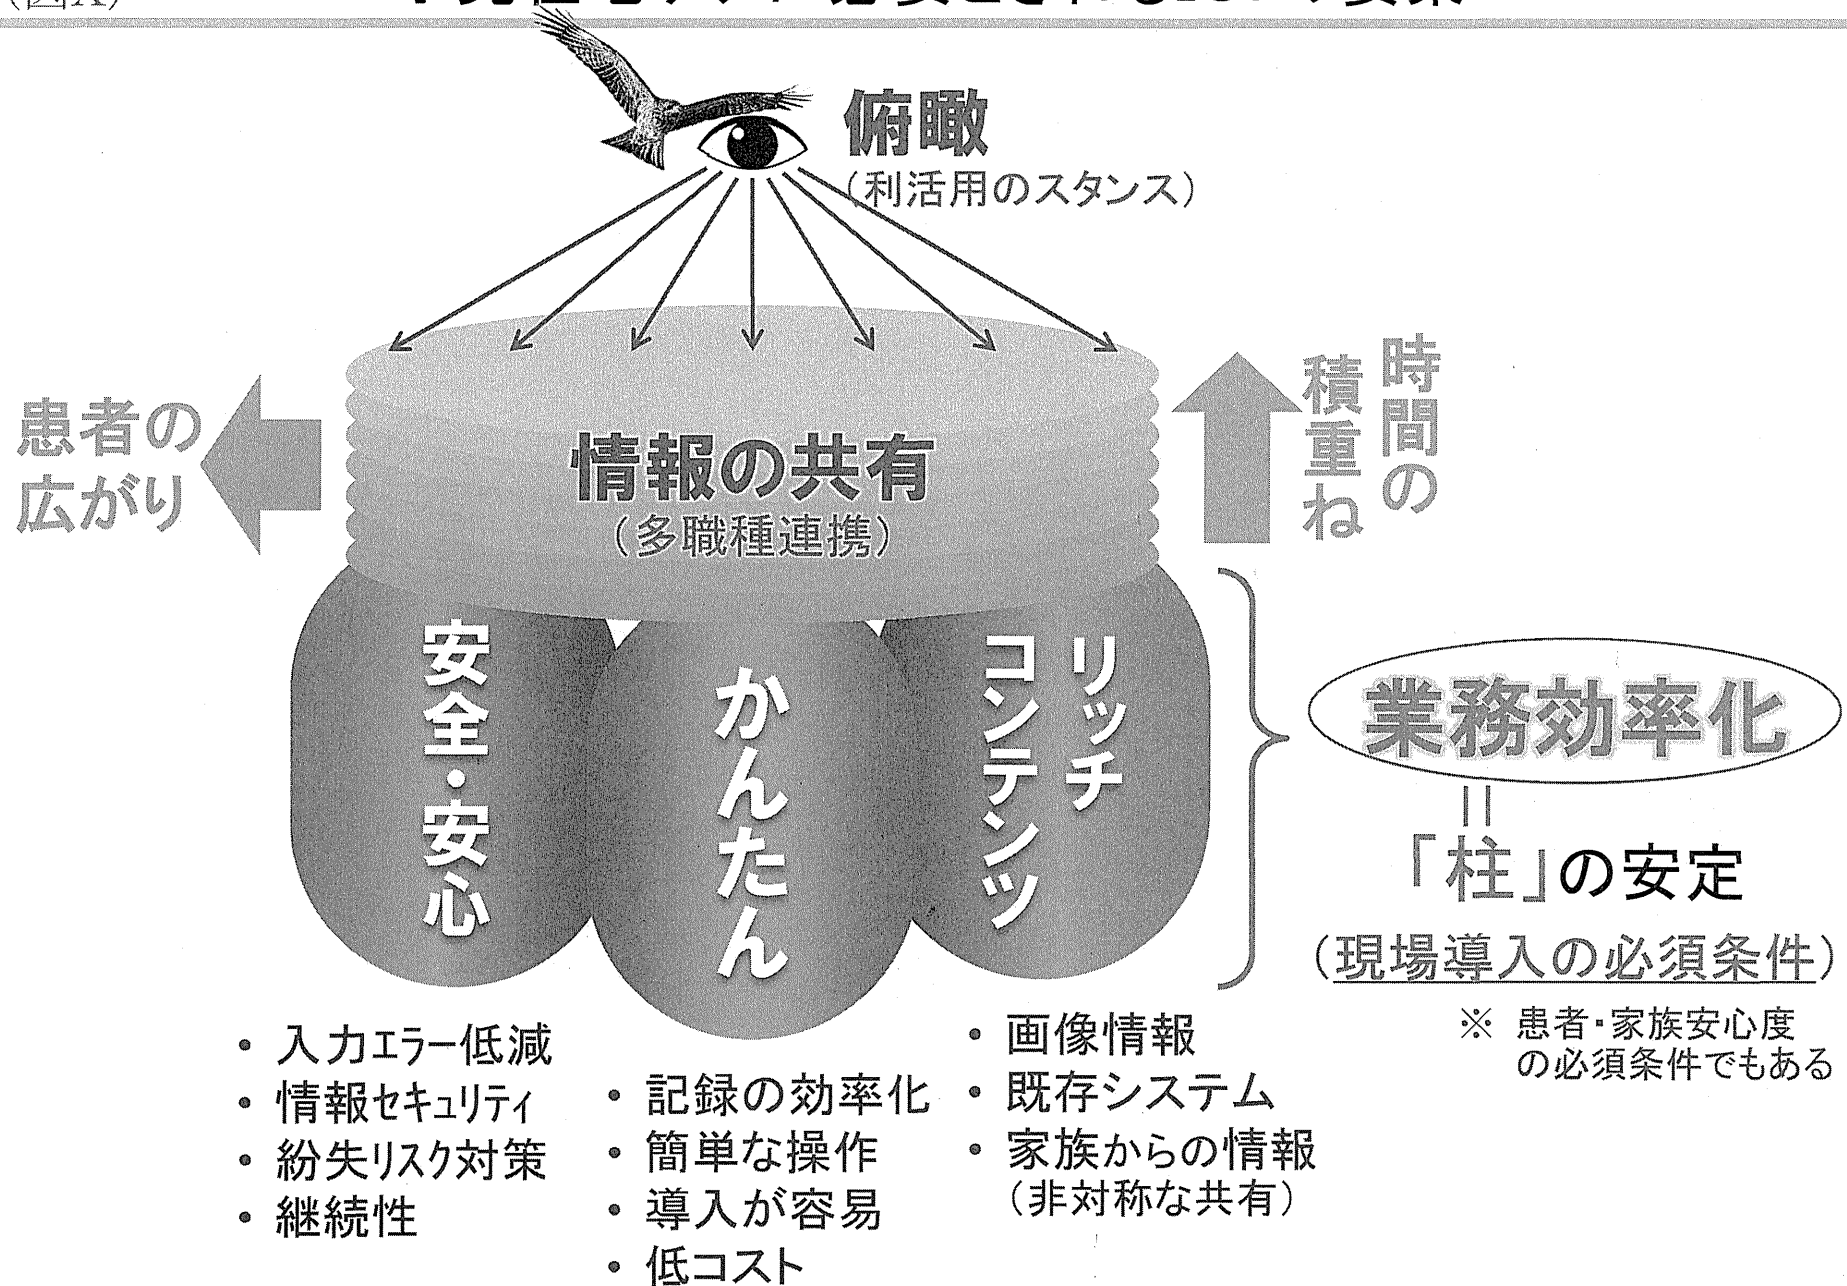 俯瞰
（利活用のスタンス）
患者の
広がり
時間の
積重ね
情報の共有
（多職種連携）
安全・安心
かんたん
リッチ
コンテンツ
業務効率化
||
「柱」の安定
（現場導入の必須条件）
※ 患者・家族安心度
の必須条件でもある
• 入力エラー低減
• 情報セキュリティ
• 紛失リスク対策
• 継続性
• 記録の効率化
• 簡単な操作
• 導入が容易
• 低コスト
• 画像情報
• 既存システム
• 家族からの情報
（非対称な共有）